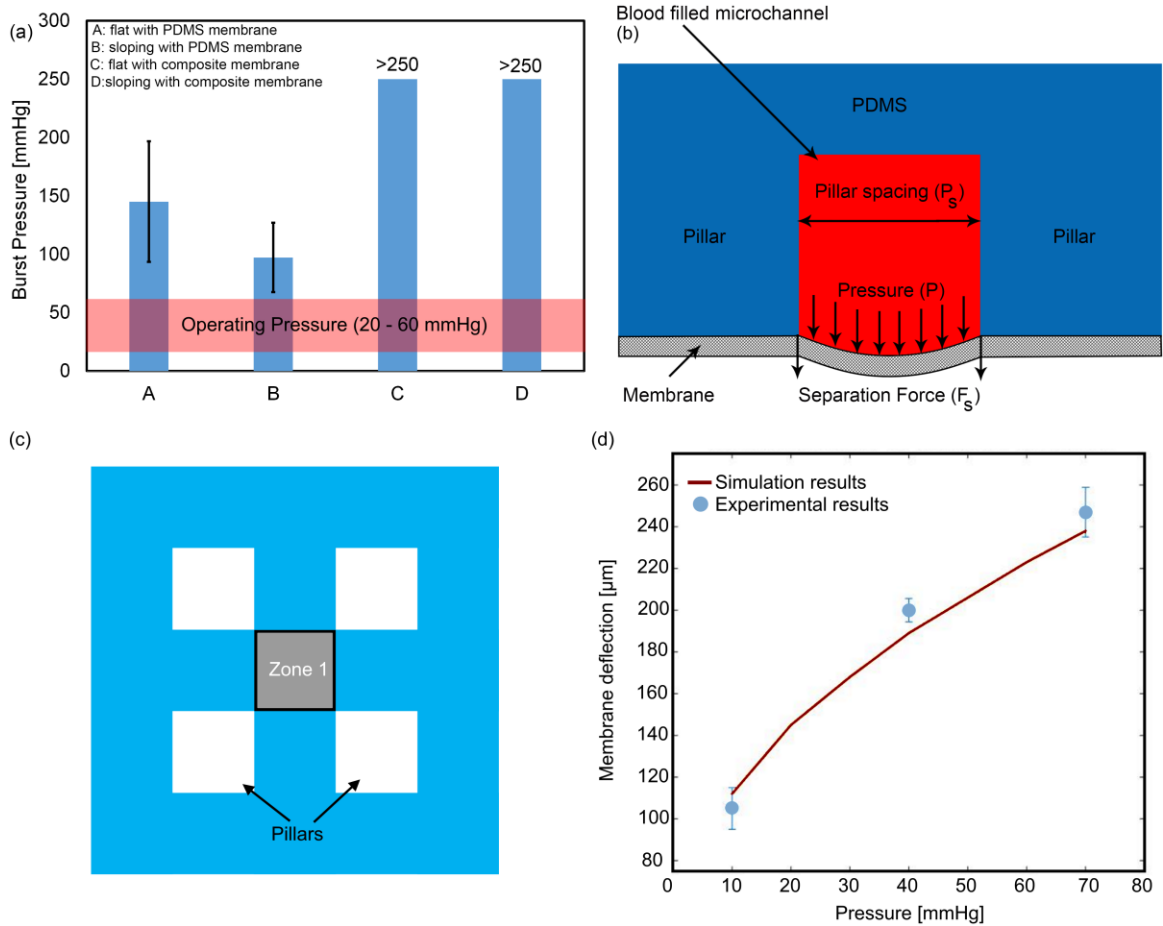 (a)
A: flat with PDMS membrane
B: sloping with PDMS membrane
C: flat with composite membrane
D:sloping with composite membrane
Burst Pressure [mmHg]
300
250
200
150
100
50
0
>250
>250
Operating Pressure (20 - 60 mmHg)
A
B
C
D
Blood filled microchannel
(b)
PDMS
Pillar spacing (Ps)
Pillar
Pillar
Pressure (P)
Membrane
Separation Force (Fs)
(c)
Zone 1
Pillars
(d)
Simulation results
Experimental results
Membrane deflection [µm]
260
240
220
200
180
160
140
120
100
80
0
10
20
30
40
50
60
70
80
Pressure [mmHg]